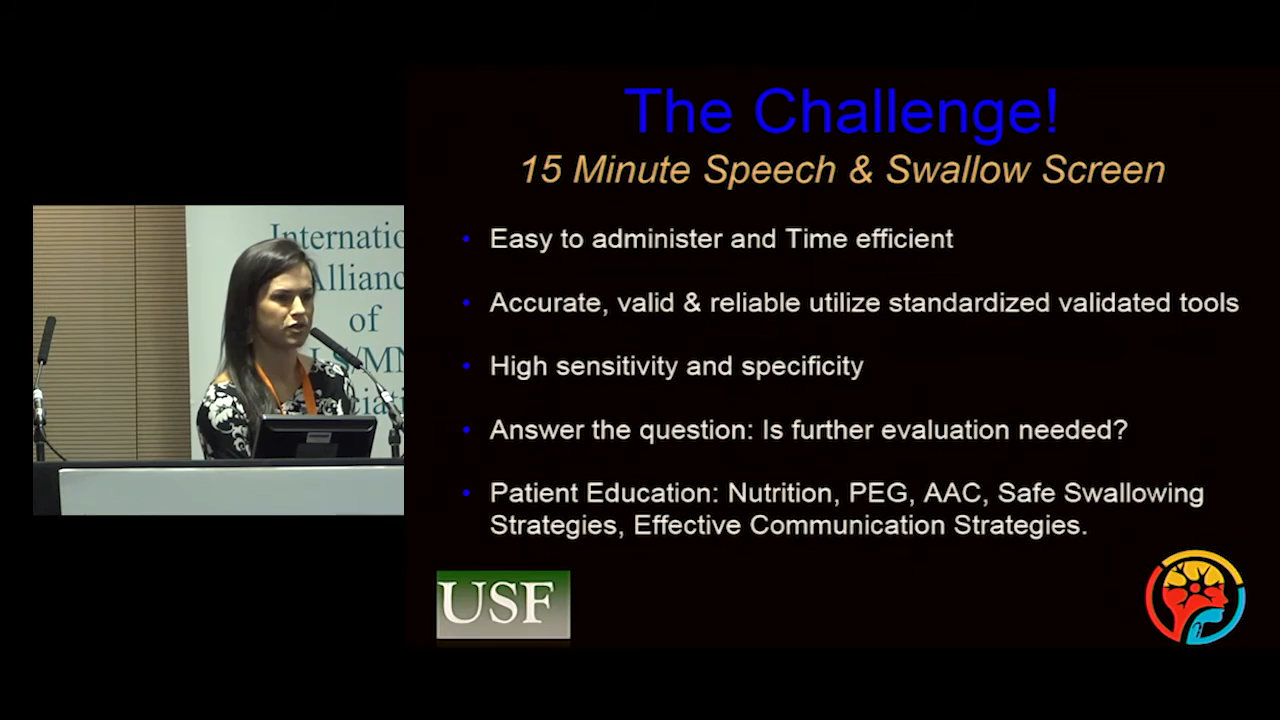 The Challenge!
15 Minute Speech & Swallow Screen
• Easy to administer and Time efficient
• Accurate, valid & reliable utilize standardized validated tools
• High sensitivity and specificity
• Answer the question: Is further evaluation needed?
• Patient Education: Nutrition, PEG, AAC, Safe Swallowing
Strategies, Effective Communication Strategies.
USF
Internatio
Alliance
of